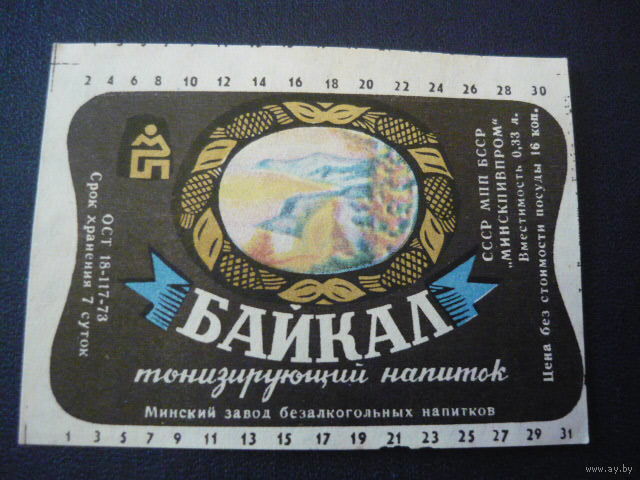 2 4 6 8 10 12 14 16 18 20 22 24 26 28 30
ОСТ 18-117-73
Срок хранения 7 суток
СССР МПП БССР
"МИНСКПИВПРОМ"
Вместимость 0,33 л.
Цена без стоимости посуды 16 коп.
БАЙКАЛ
тонизирующий напиток
Минский завод безалкогольных напитков
1 3 5 7 9 11 13 15 17 19 21 23 25 27 29 31
www.ay.by